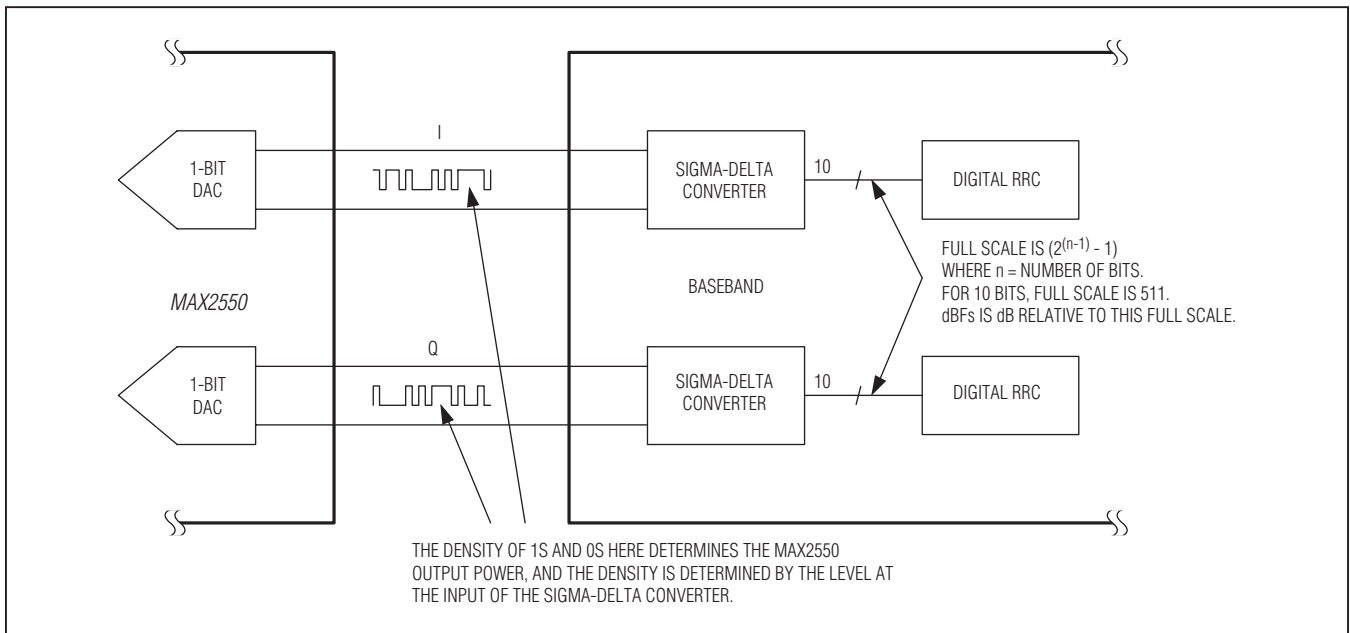 I
1-BIT
DAC
SIGMA-DELTA
CONVERTER
10
DIGITAL RRC
FULL SCALE IS (2^(n-1) - 1)
WHERE n = NUMBER OF BITS.
FOR 10 BITS, FULL SCALE IS 511.
dBFs IS dB RELATIVE TO THIS FULL SCALE.
MAX2550
BASEBAND
Q
1-BIT
DAC
SIGMA-DELTA
CONVERTER
10
DIGITAL RRC
THE DENSITY OF 1S AND 0S HERE DETERMINES THE MAX2550
OUTPUT POWER, AND THE DENSITY IS DETERMINED BY THE LEVEL AT
THE INPUT OF THE SIGMA-DELTA CONVERTER.